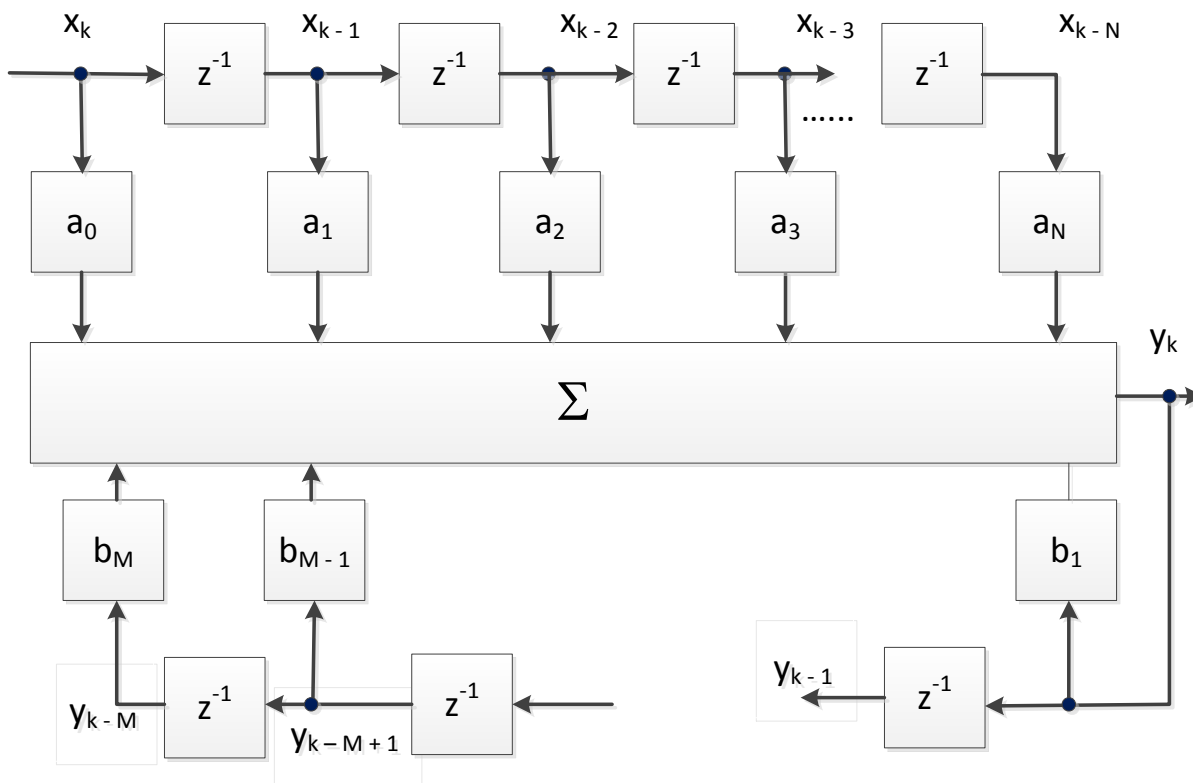 xₖ xₖ ₋ ₁ xₖ ₋ ₂ xₖ ₋ ₃ xₖ ₋ N
z⁻¹ z⁻¹ z⁻¹ z⁻¹
......
a₀ a₁ a₂ a₃ aN
yₖ
Σ
bM bM ₋ ₁ b₁
yₖ ₋ ₁
z⁻¹ z⁻¹ z⁻¹
yₖ ₋ M yₖ – M + 1